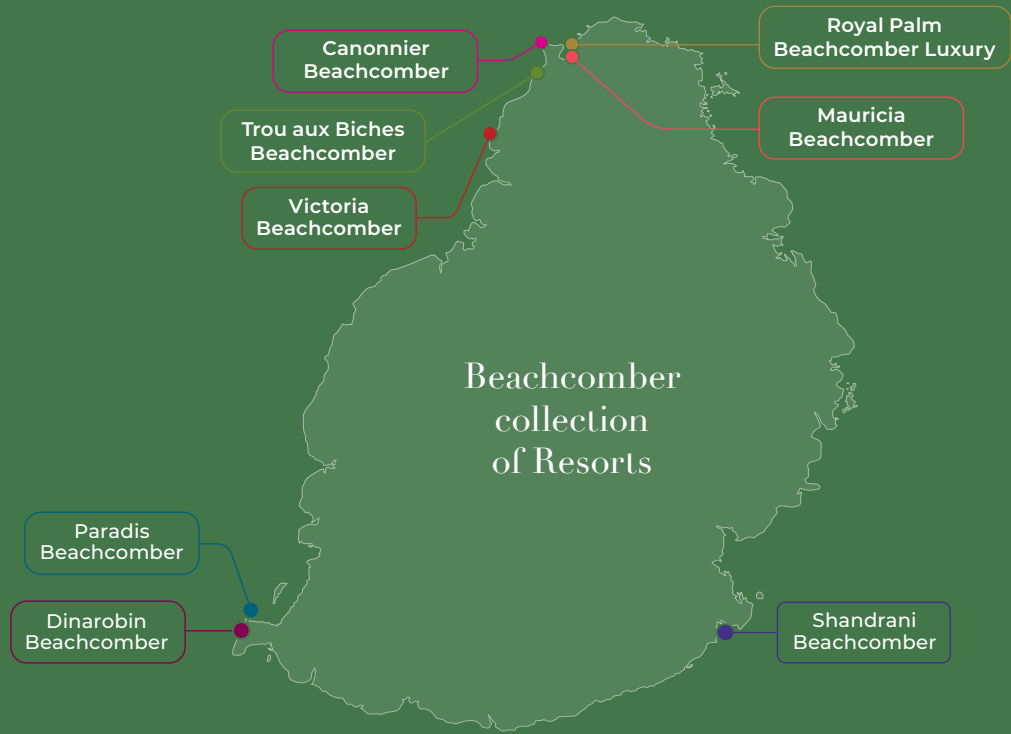 Canonnier
Beachcomber
Royal Palm
Beachcomber Luxury
Trou aux Biches
Beachcomber
Mauricia
Beachcomber
Victoria
Beachcomber
Beachcomber
collection
of Resorts
Paradis
Beachcomber
Dinarobin
Beachcomber
Shandrani
Beachcomber